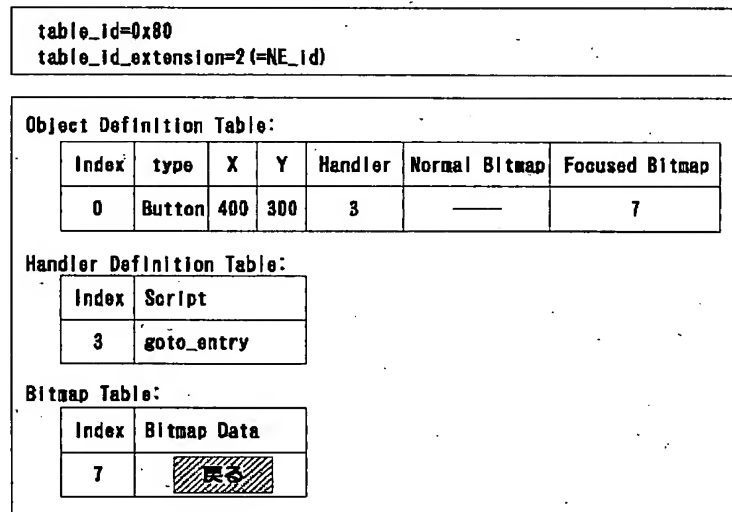 table_id=0x80
table_id_extension=2(=NE_id)
Object Definition Table:
Index type X Y Handler Normal Bitmap Focused Bitmap
0 Button 400 300 3 —— 7
Handler Definition Table:
Index Script
3 goto_entry
Bitmap Table:
Index Bitmap Data
7 戻る